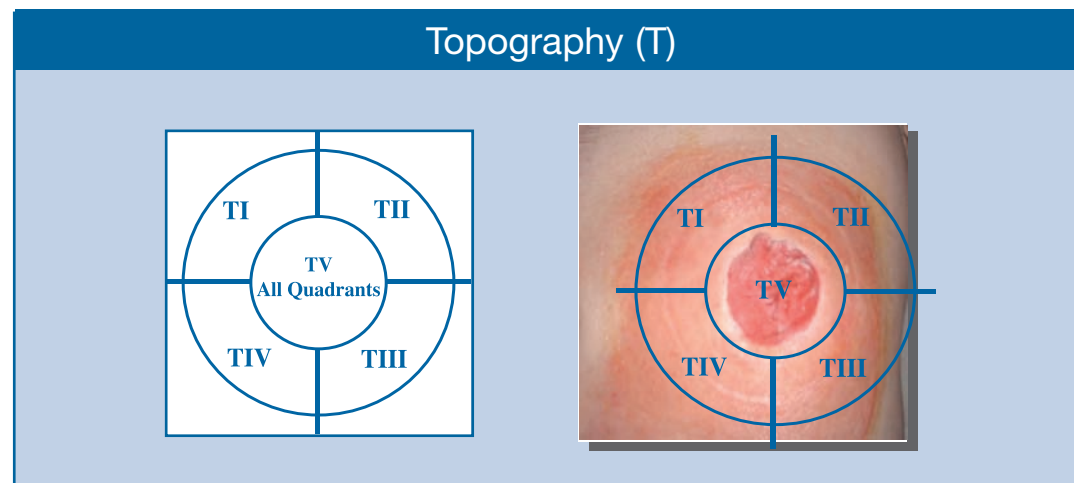 Topography (T)
TI
TII
TV
All Quadrants
TIV
TIII
TI
TII
TV
TIV
TIII